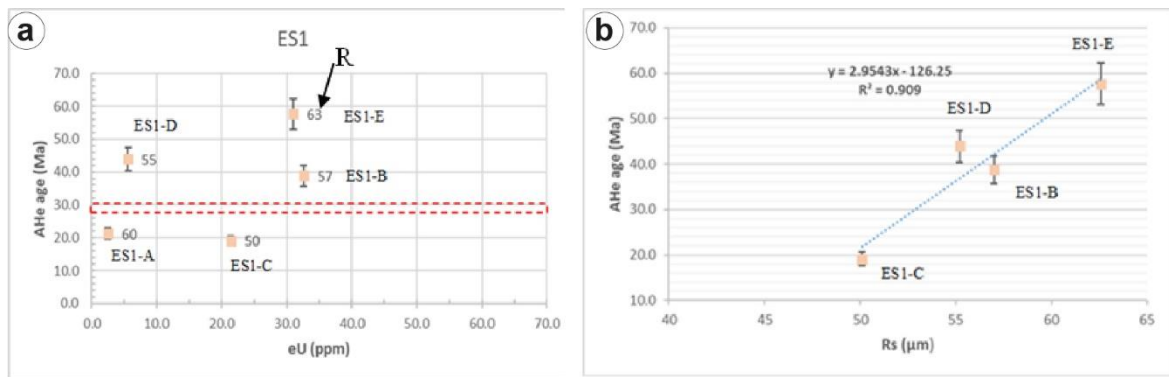 a
ES1
R
AHe age (Ma)
70.0
60.0
50.0
40.0
30.0
20.0
10.0
0.0
63
ES1-E
ES1-D
55
57
ES1-B
60
50
ES1-A
ES1-C
0.0 10.0 20.0 30.0 40.0 50.0 60.0 70.0
eU (ppm)
b
AHe age (Ma)
70.0
60.0
50.0
40.0
30.0
20.0
10.0
ES1-E
y = 2.9543x - 126.25
R² = 0.909
ES1-D
ES1-B
ES1-C
40 45 50 55 60 65
Rs (μm)